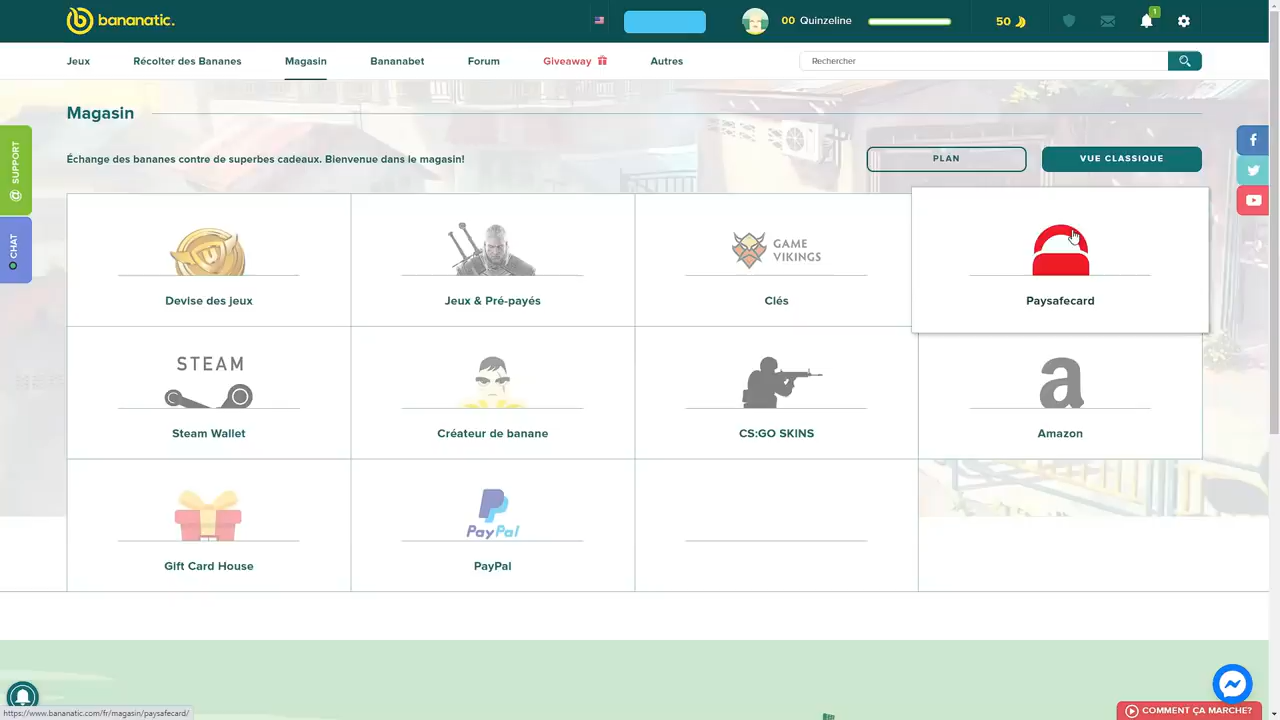 bananatic.
00 Quinzeline
50
1
Jeux
Récolter des Bananes
Magasin
Bananabet
Forum
Giveaway
Autres
Rechercher
Magasin
Échange des bananes contre de superbes cadeaux. Bienvenue dans le magasin!
PLAN
VUE CLASSIQUE
@ SUPPORT
CHAT
GAME
VIKINGS
Devise des jeux
Jeux & Pré-payés
Clés
Paysafecard
STEAM
a
Steam Wallet
Créateur de banane
CS:GO SKINS
Amazon
PayPal
Gift Card House
PayPal
https://www.bananatic.com/fr/magasin/paysafecard/
COMMENT ÇA MARCHE?